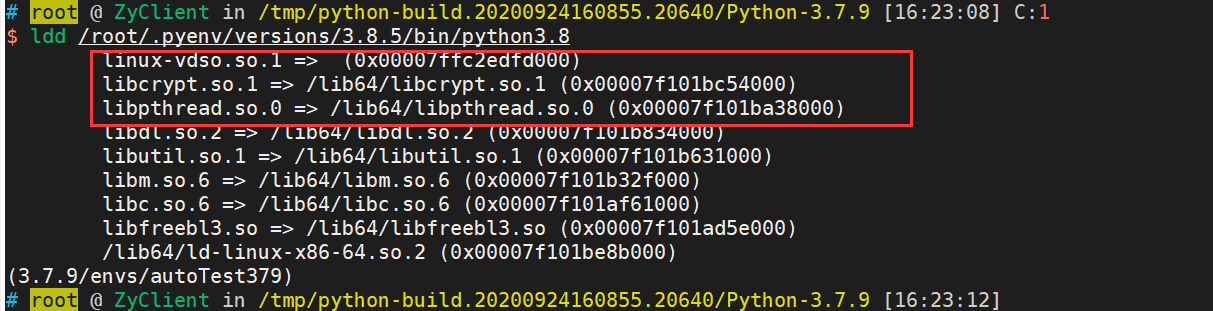 # root @ ZyClient in /tmp/python-build.20200924160855.20640/Python-3.7.9 [16:23:08] C:1
$ ldd /root/.pyenv/versions/3.8.5/bin/python3.8
linux-vdso.so.1 =>  (0x00007ffc2edfd000)
libcrypt.so.1 => /lib64/libcrypt.so.1 (0x00007f101bc54000)
libpthread.so.0 => /lib64/libpthread.so.0 (0x00007f101ba38000)
libdl.so.2 => /lib64/libdl.so.2 (0x00007f101b834000)
libutil.so.1 => /lib64/libutil.so.1 (0x00007f101b631000)
libm.so.6 => /lib64/libm.so.6 (0x00007f101b32f000)
libc.so.6 => /lib64/libc.so.6 (0x00007f101af61000)
libfreebl3.so => /lib64/libfreebl3.so (0x00007f101ad5e000)
/lib64/ld-linux-x86-64.so.2 (0x00007f101be8b000)
(3.7.9/envs/autoTest379)
# root @ ZyClient in /tmp/python-build.20200924160855.20640/Python-3.7.9 [16:23:12]